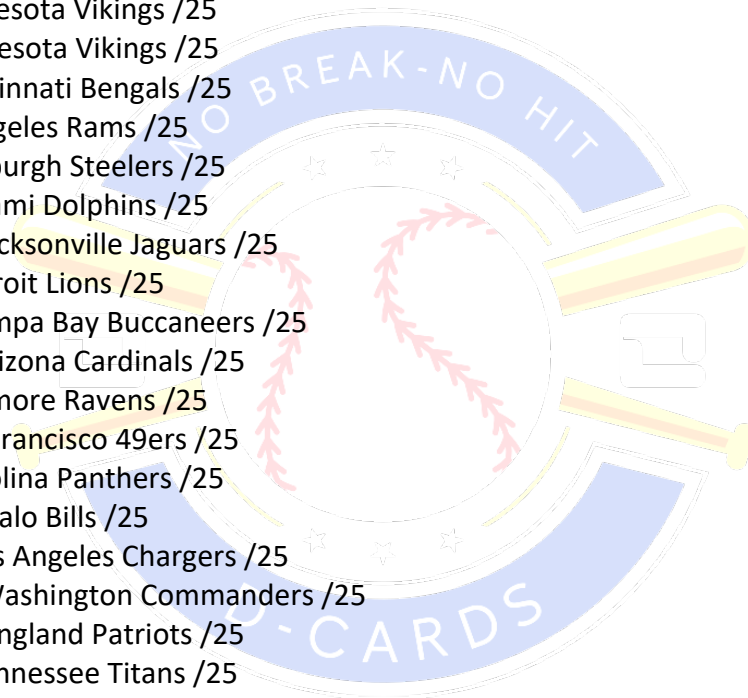 esota Vikings /25
esota Vikings /25
innati Bengals /25
geles Rams /25
burgh Steelers /25
ami Dolphins /25
cksonville Jaguars /25
roit Lions /25
mpa Bay Buccaneers /25
izona Cardinals /25
more Ravens /25
rancisco 49ers /25
olina Panthers /25
alo Bills /25
s Angeles Chargers /25
Washington Commanders /25
ngland Patriots /25
nnessee Titans /25
NO BREAK-NO HIT
D-CARDS